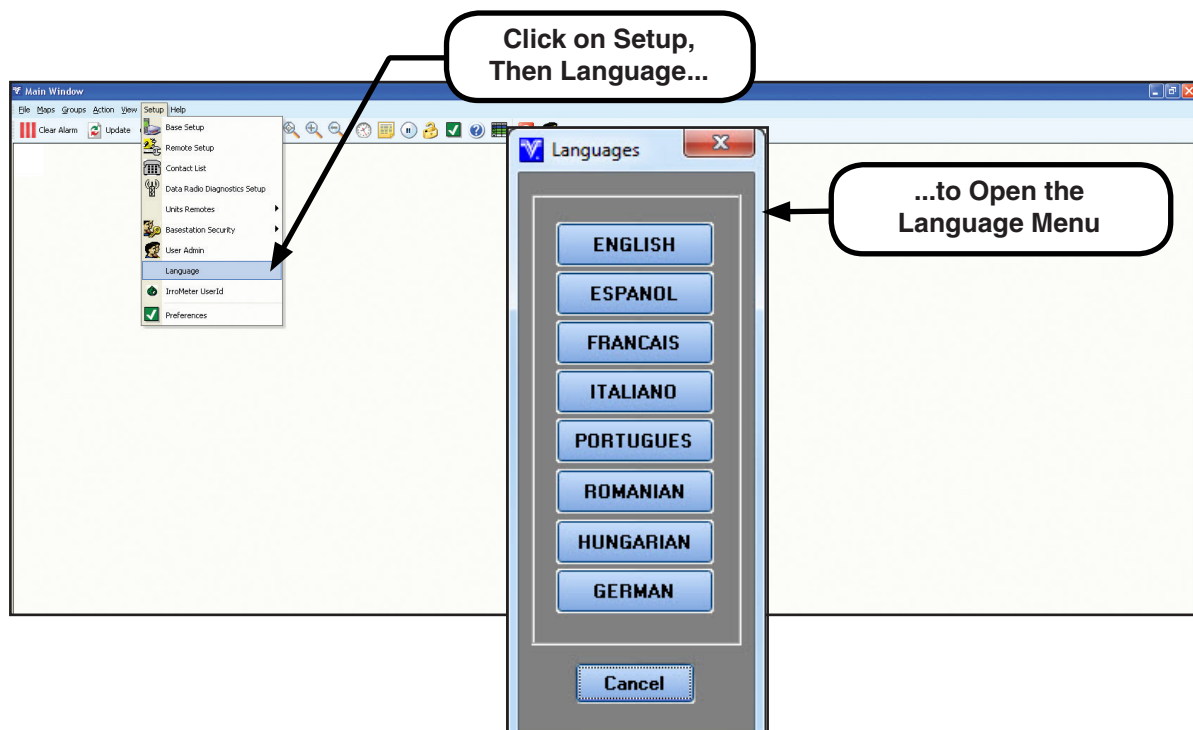 Click on Setup,
Then Language...
Main Window
File Maps Groups Action View Setup Help
Clear Alarm Update
Base Setup
Remote Setup
Contact List
Data Radio Diagnostics Setup
Units Remotes
Basestation Security
User Admin
Language
IrroMeter UserId
Preferences
Languages
...to Open the
Language Menu
ENGLISH
ESPANOL
FRANCAIS
ITALIANO
PORTUGUES
ROMANIAN
HUNGARIAN
GERMAN
Cancel